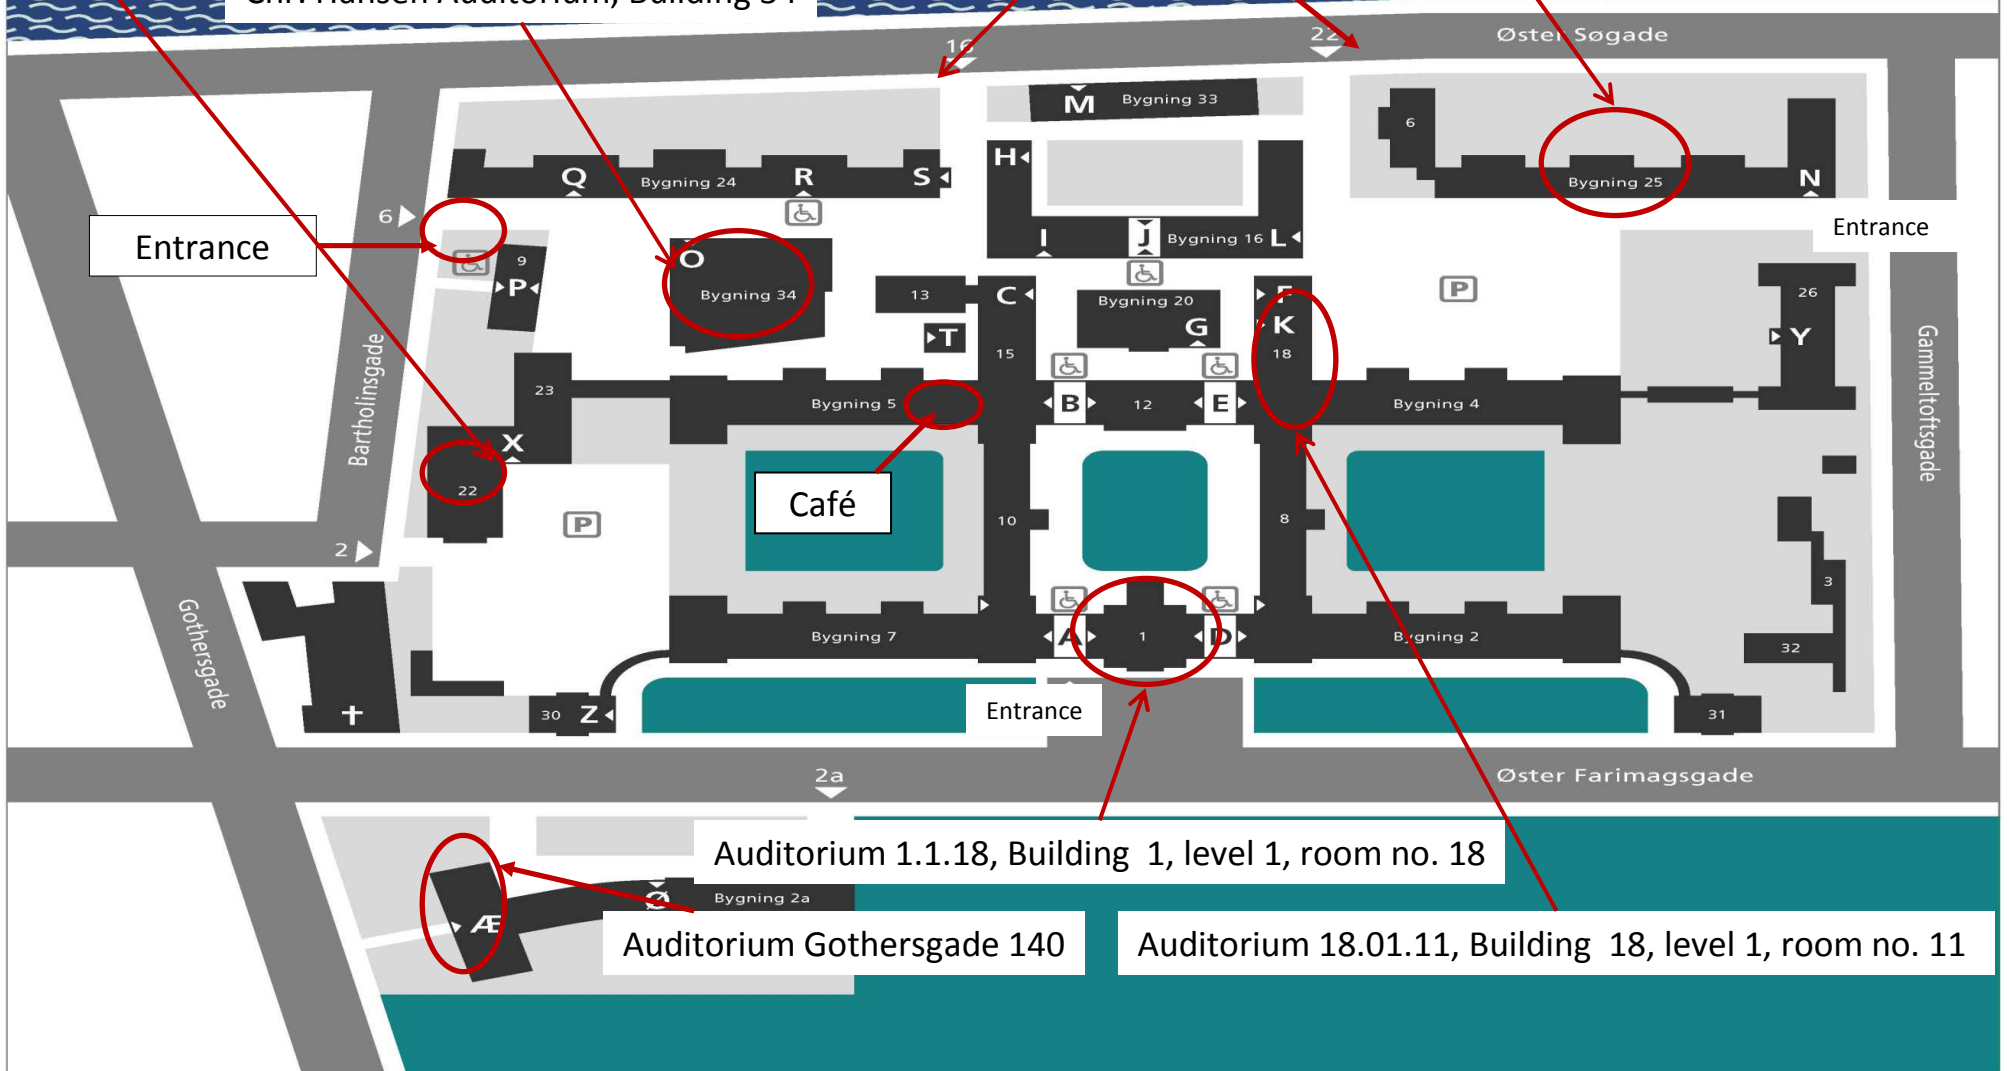 Chr. Hansen Auditorium, Building 34
16
22
Øster Søgade
M Bygning 33
6
H
Q Bygning 24 R S
Bygning 25 N
6
Entrance
Entrance
I J Bygning 16 L
9
P
O
Bygning 34
13 C
Bygning 20
G
F
K
18
P
26
Y
T
15
Bartholinsgade
Gammeltoftsgade
23
Bygning 5
B 12 E
Bygning 4
X
22
P
Café
10
8
2
3
Gothersgade
Bygning 7
A 1 D
Bygning 2
32
30 Z
Entrance
31
2a
Øster Farimagsgade
Auditorium 1.1.18, Building 1, level 1, room no. 18
Æ
Ø Bygning 2a
Auditorium Gothersgade 140
Auditorium 18.01.11, Building 18, level 1, room no. 11